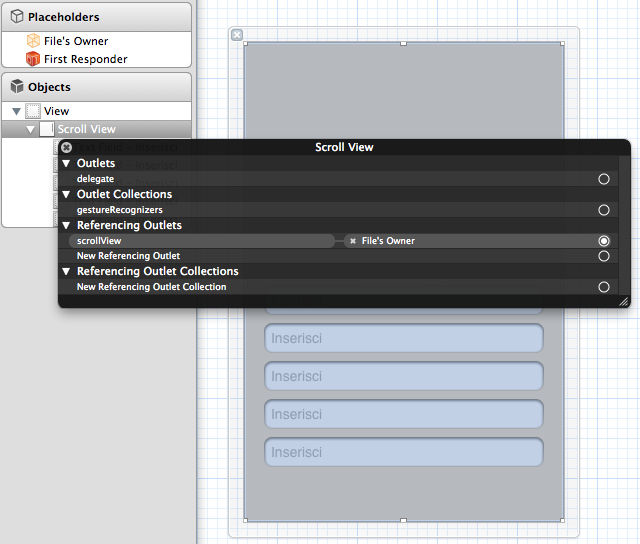 Placeholders
File's Owner
First Responder
Objects
View
Scroll View
Scroll View
Outlets
delegate
Outlet Collections
gestureRecognizers
Referencing Outlets
scrollView
File's Owner
New Referencing Outlet
Referencing Outlet Collections
New Referencing Outlet Collection
Inserisci
Inserisci
Inserisci
Inserisci